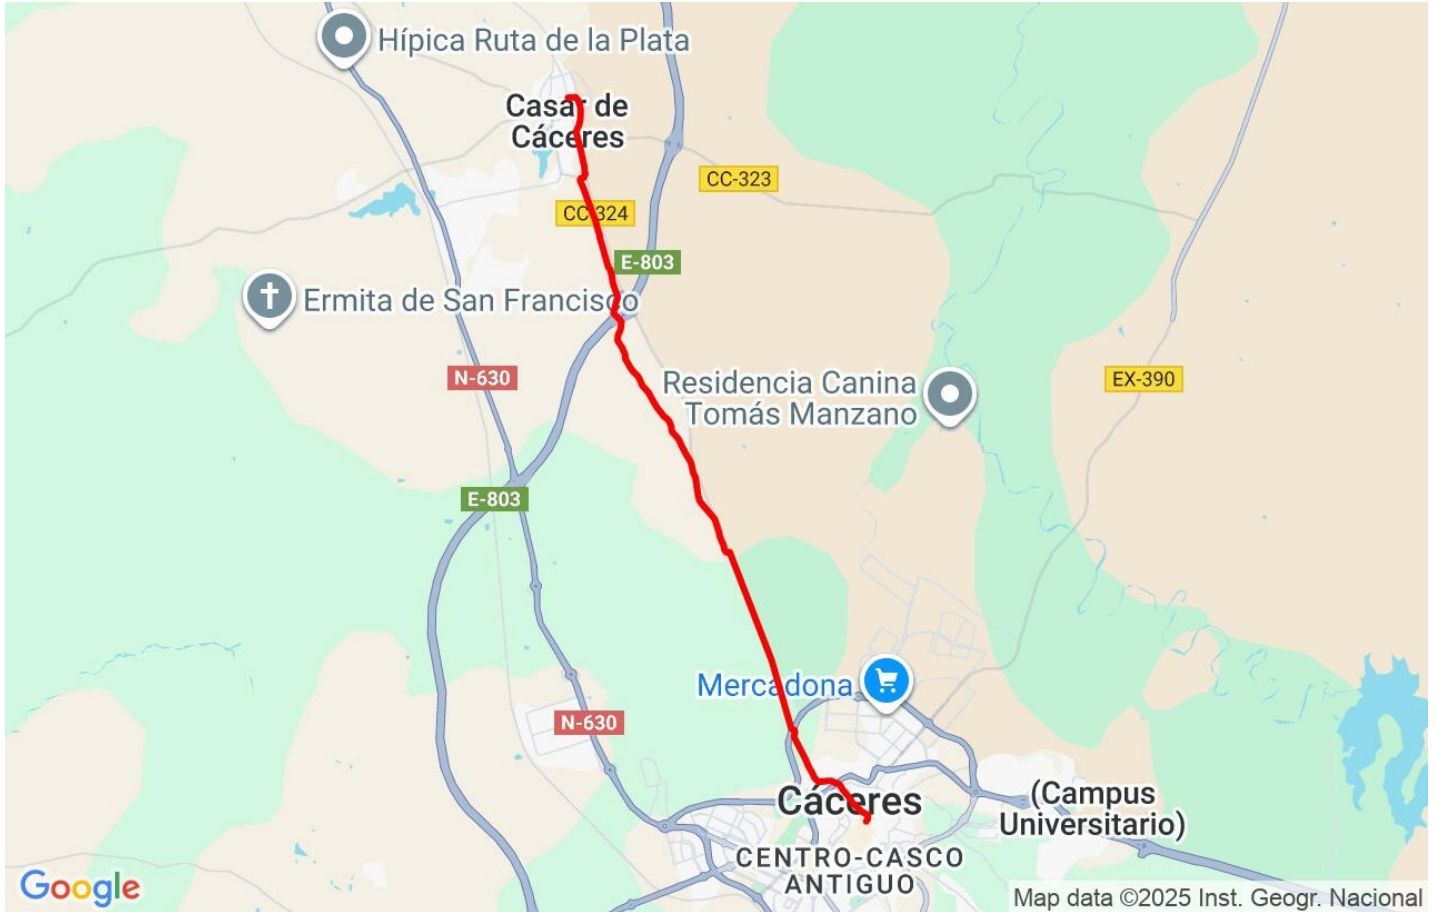 Hípica Ruta de la Plata
Casar de
Cáceres
CC-323
CC-324
E-803
Ermita de San Francisco
N-630
Residencia Canina
Tomás Manzano
EX-390
E-803
Mercadona
N-630
Cáceres
(Campus
Universitario)
CENTRO-CASCO
ANTIGUO
Google
Map data ©2025 Inst. Geogr. Nacional